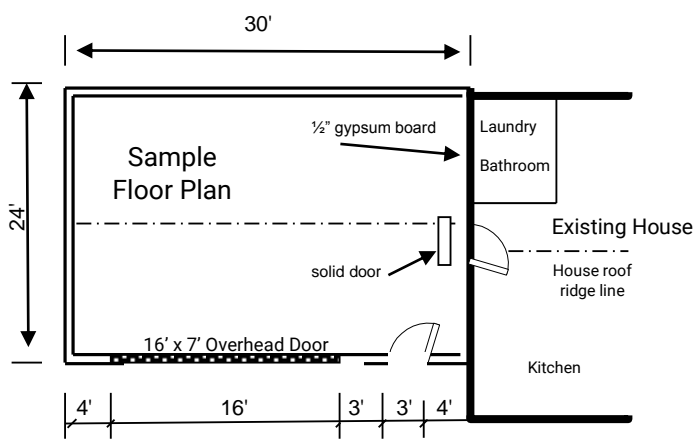 30'
½" gypsum board
Laundry
Bathroom
Sample
Floor Plan
24'
Existing House
solid door
House roof
ridge line
16' x 7' Overhead Door
Kitchen
4'
16'
3'
3'
4'